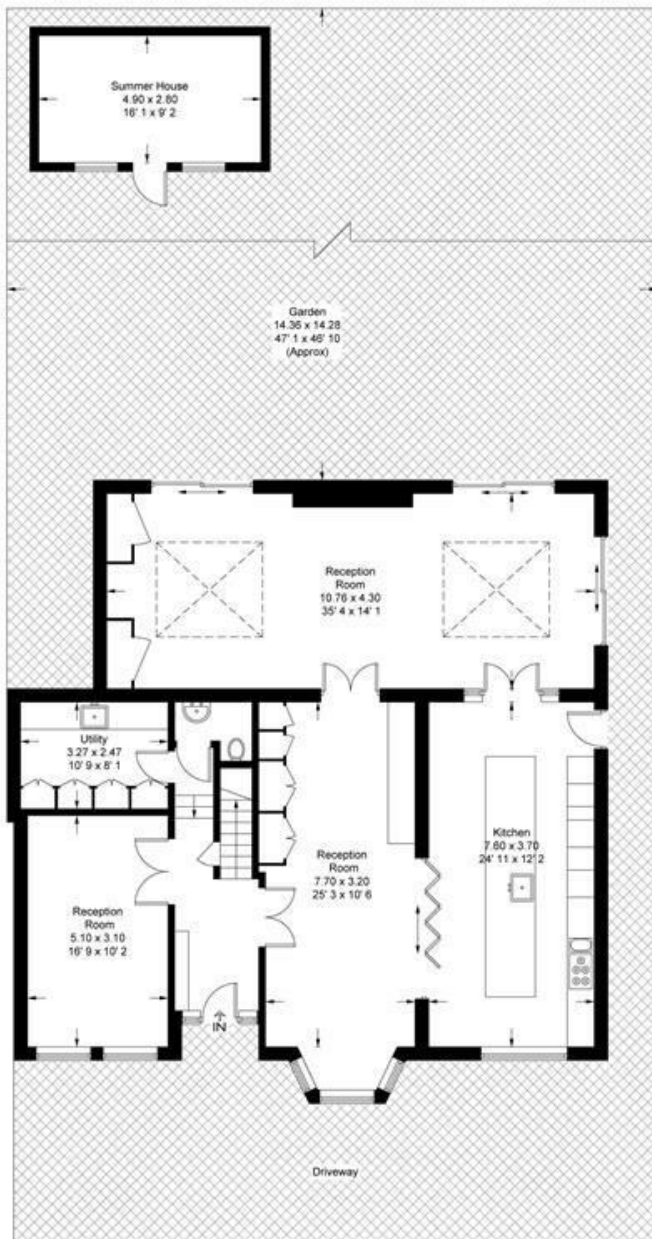 Summer House
4.90 x 2.80
16' 1 x 9' 2
Garden
14.36 x 14.28
47' 1 x 46' 10
(Approx)
Reception
Room
10.76 x 4.30
35' 4 x 14' 1
Utility
3.27 x 2.47
10' 9 x 8' 1
Kitchen
7.60 x 3.70
24' 11 x 12' 2
Reception
Room
7.70 x 3.20
25' 3 x 10' 6
Reception
Room
5.10 x 3.10
16' 9 x 10' 2
IN
Driveway